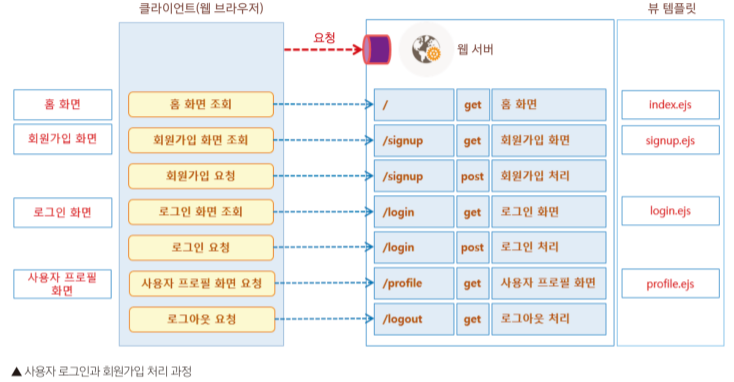 클라이언트(웹 브라우저)
뷰 템플릿
요청
웹 서버
홈 화면
홈 화면 조회
/
get
홈 화면
index.ejs
회원가입 화면
회원가입 화면 조회
/signup
get
회원가입 화면
signup.ejs
회원가입 요청
/signup
post
회원가입 처리
로그인 화면
로그인 화면 조회
/login
get
로그인 화면
login.ejs
로그인 요청
/login
post
로그인 처리
사용자 프로필
화면
사용자 프로필 화면 요청
/profile
get
사용자 프로필 화면
profile.ejs
로그아웃 요청
/logout
get
로그아웃 처리
▲ 사용자 로그인과 회원가입 처리 과정